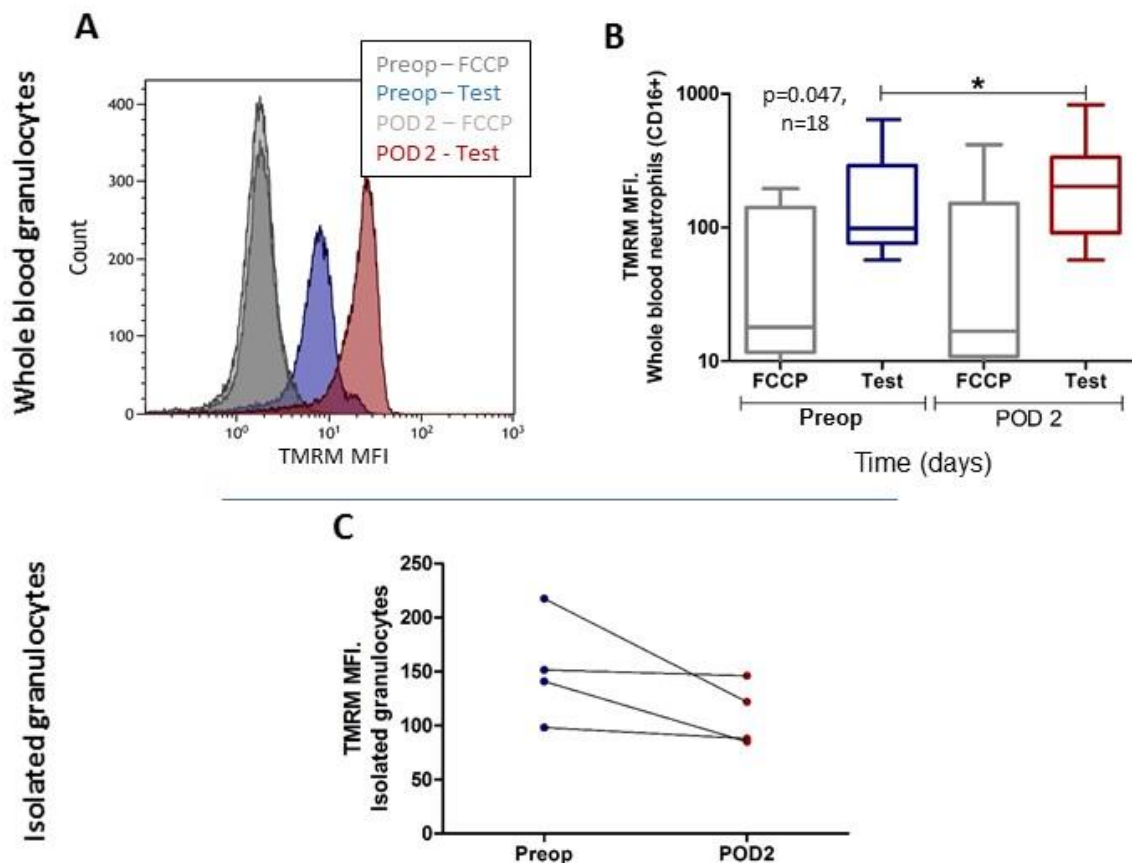 Whole blood granulocytes
A
Preop – FCCP
Preop – Test
POD 2 – FCCP
POD 2 - Test
400
300
200
100
0
Count
10⁰
10¹
10²
10³
TMRM MFI
B
p=0.047,
n=18
*
TMRM MFI.
Whole blood neutrophils (CD16+)
1000
100
10
FCCP
Test
FCCP
Test
Preop
POD 2
Time (days)
Isolated granulocytes
C
TMRM MFI.
Isolated granulocytes
250
200
150
100
50
0
Preop
POD2